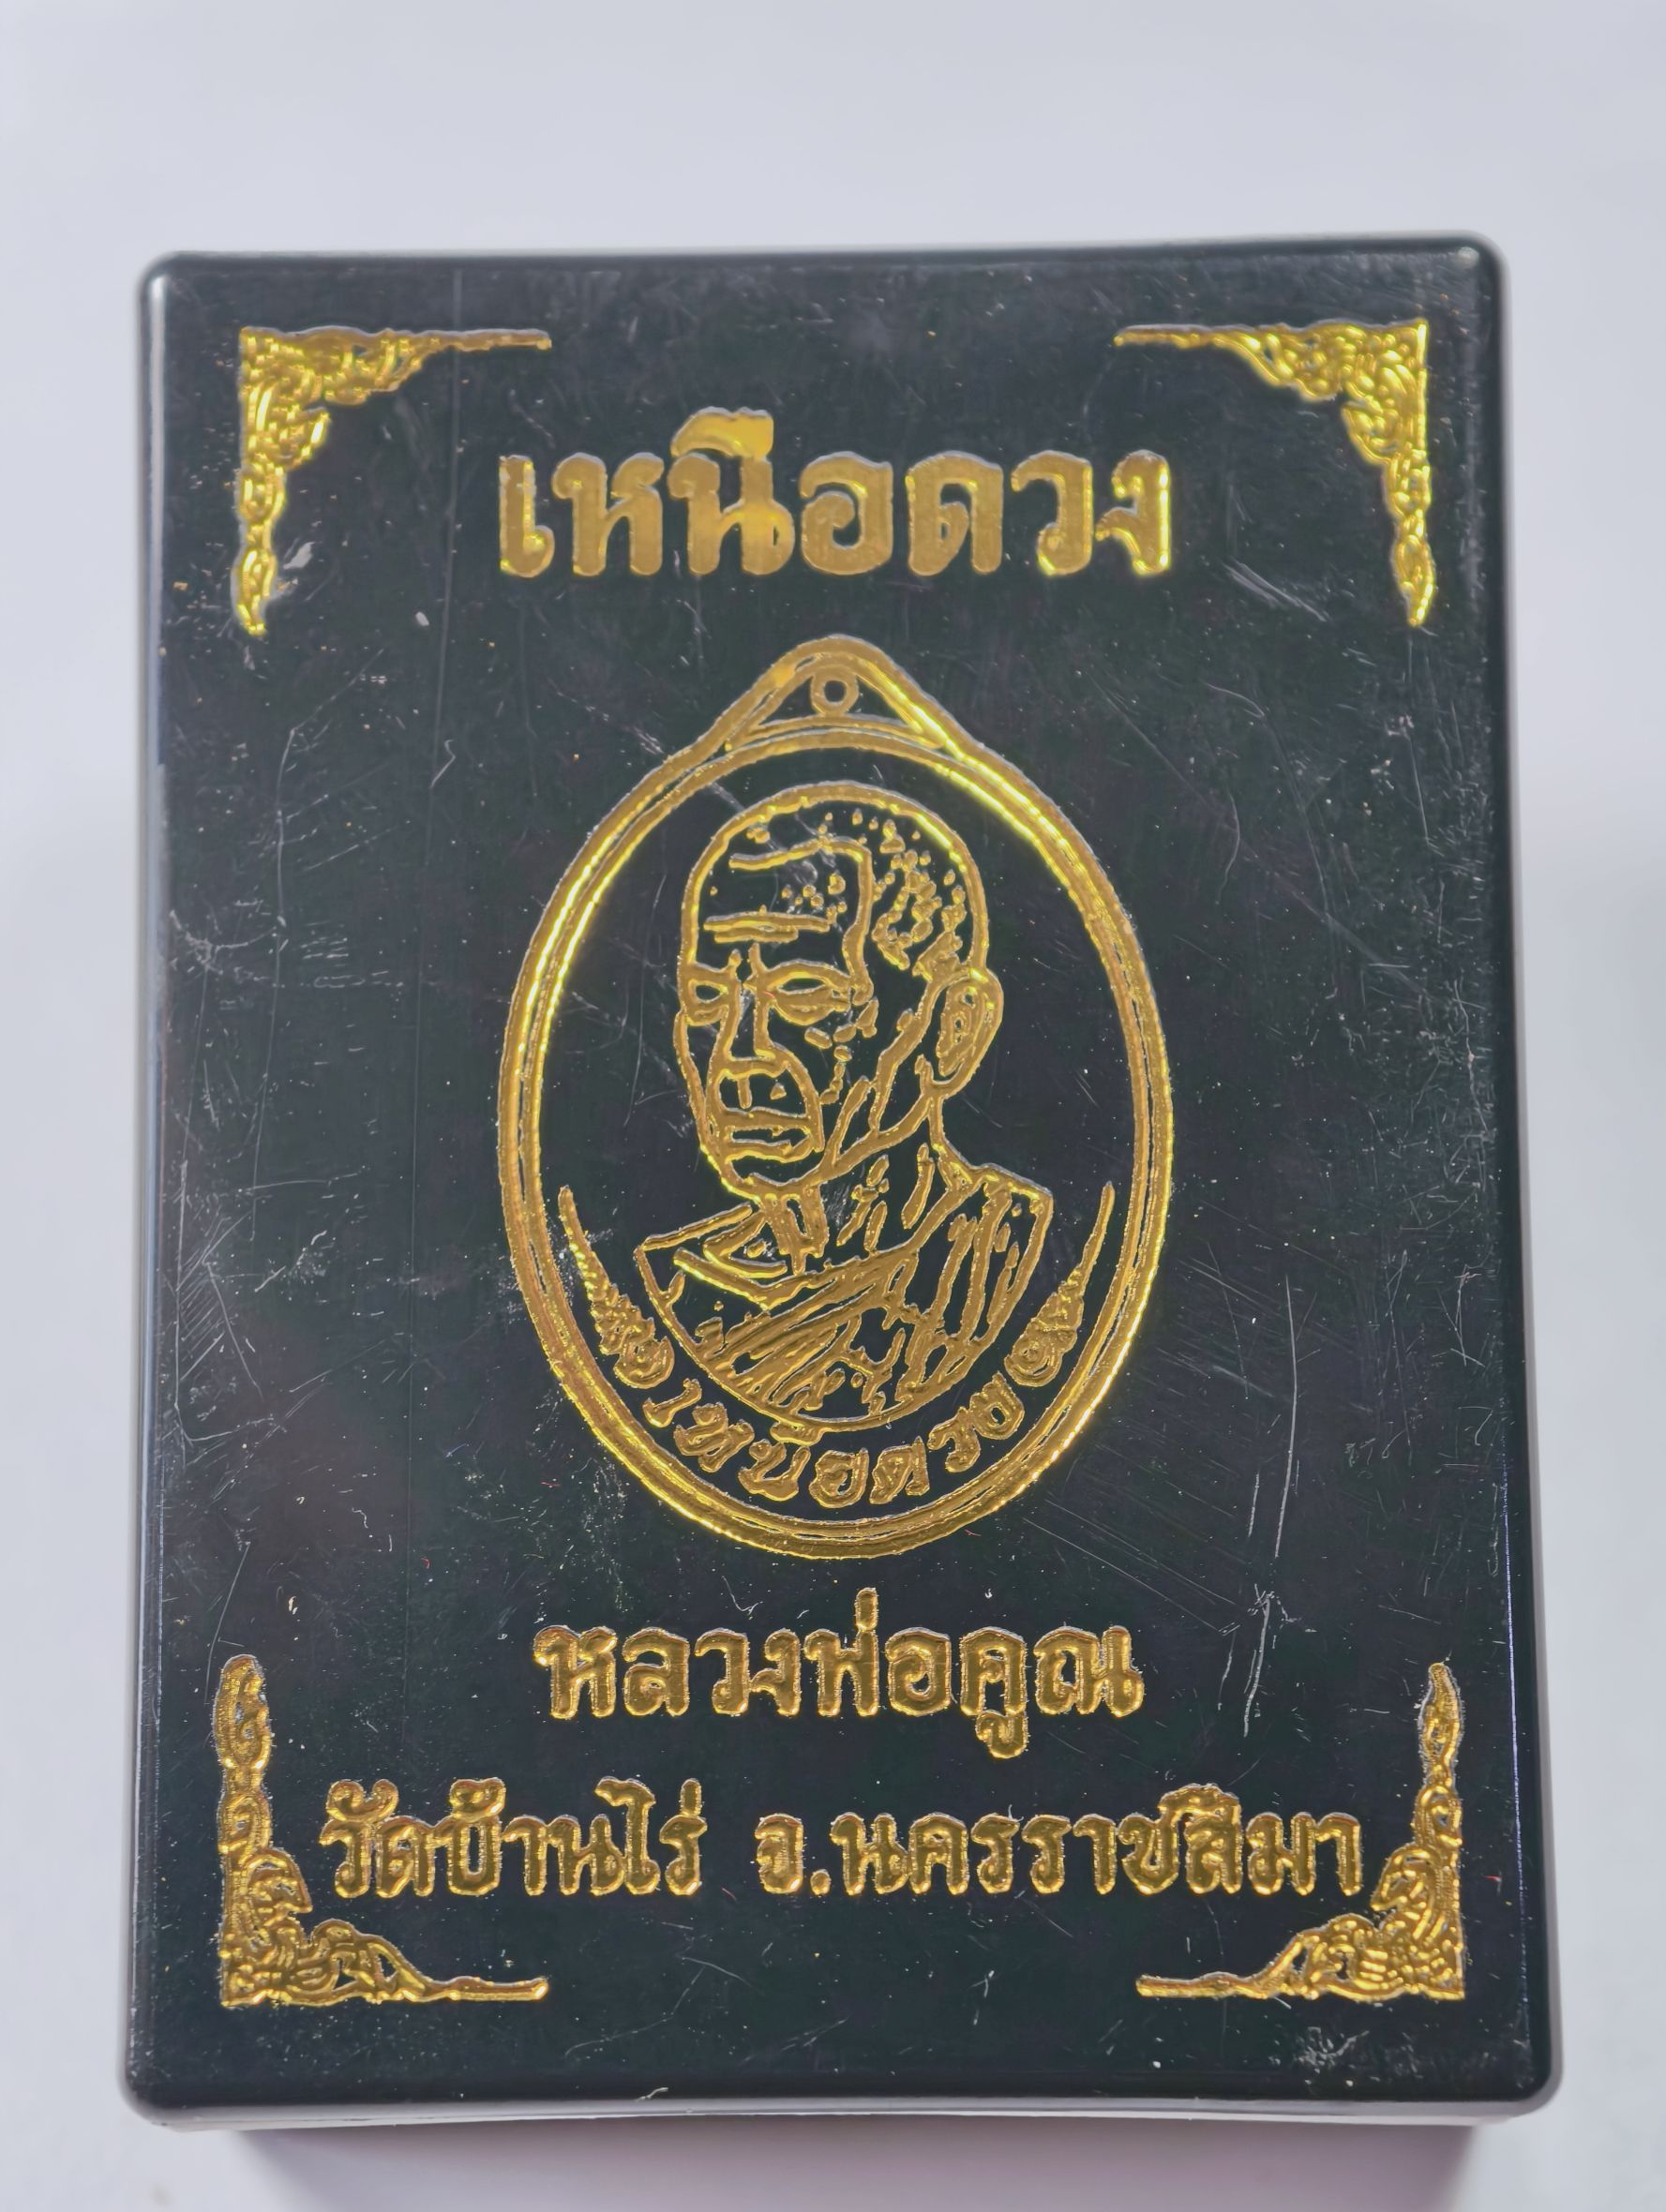 เหนือดวง
เหนือดวง
หลวงพ่อคูณ
วัดบ้านไร่ จ.นครราชสีมา